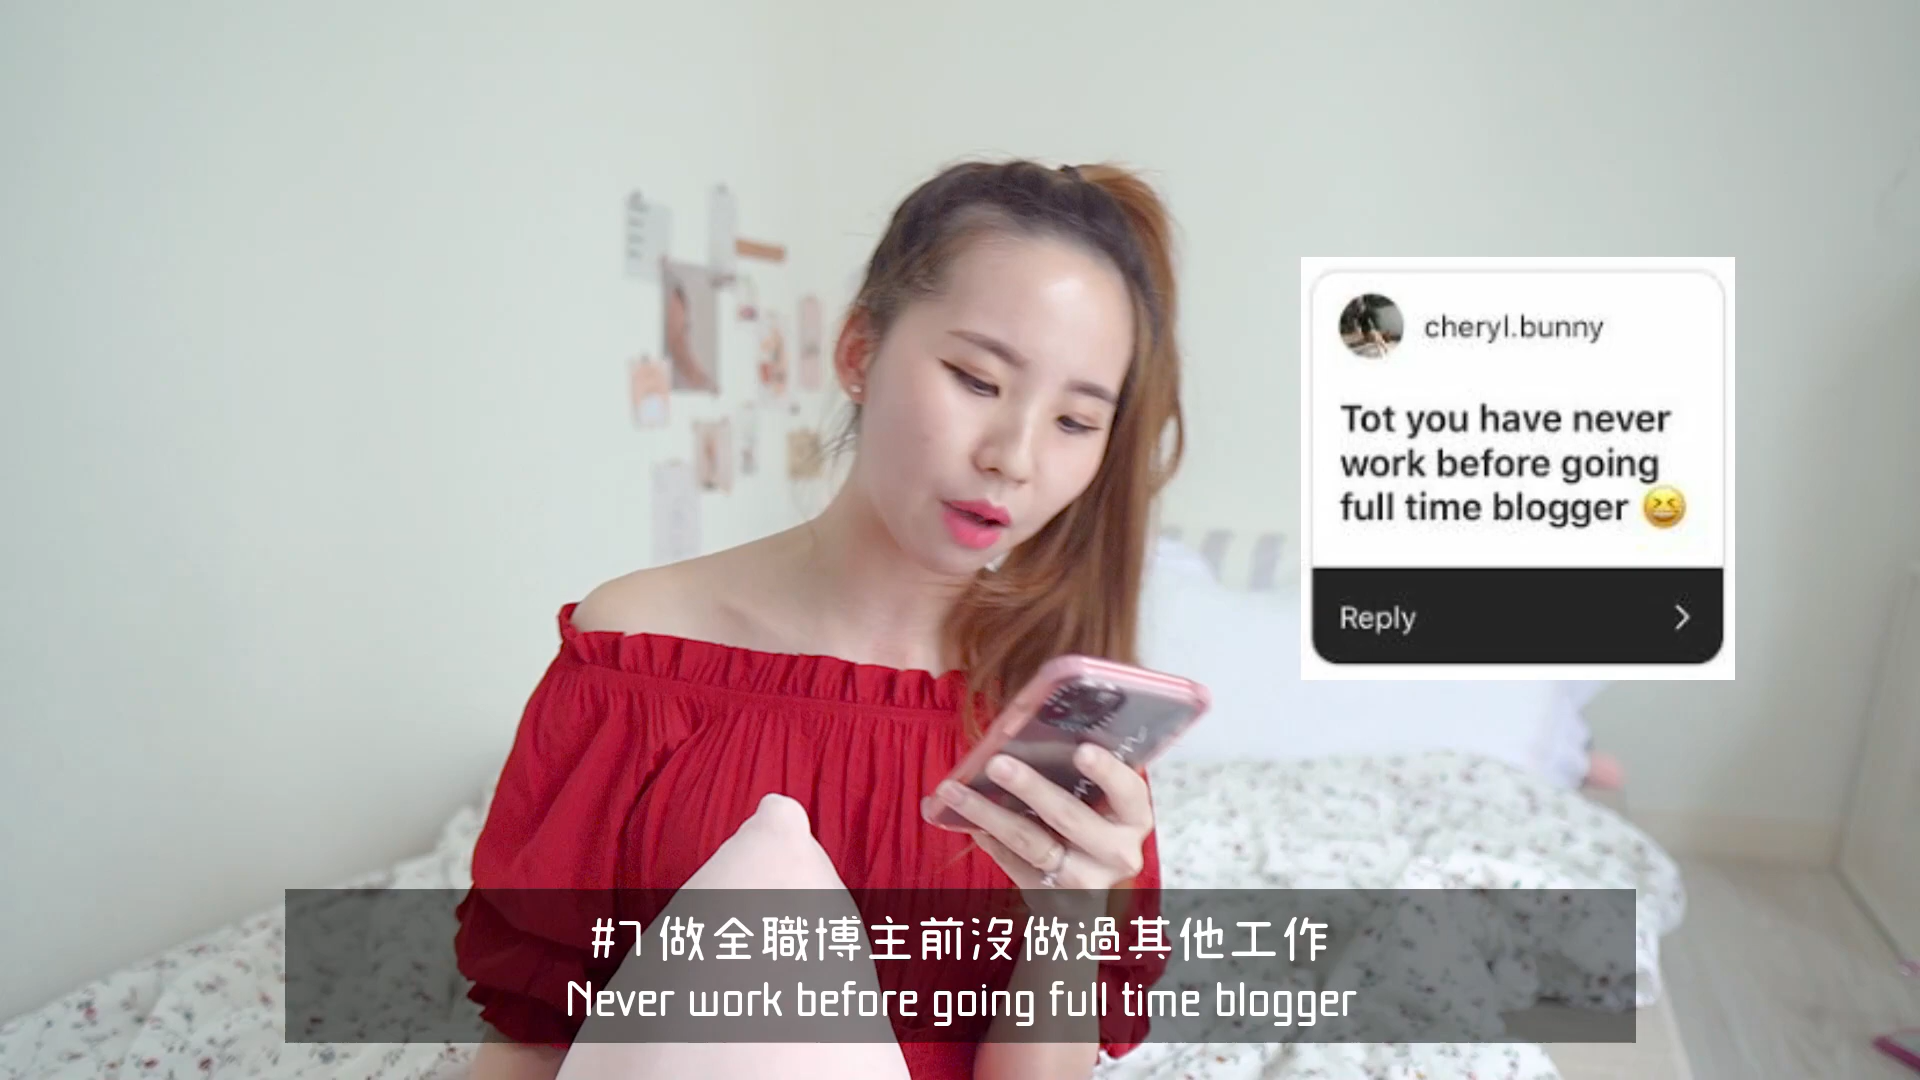 cheryl.bunny
Tot you have never
work before going
full time blogger 😆
Reply
#7 做全職博主前沒做過其他工作
Never work before going full time blogger